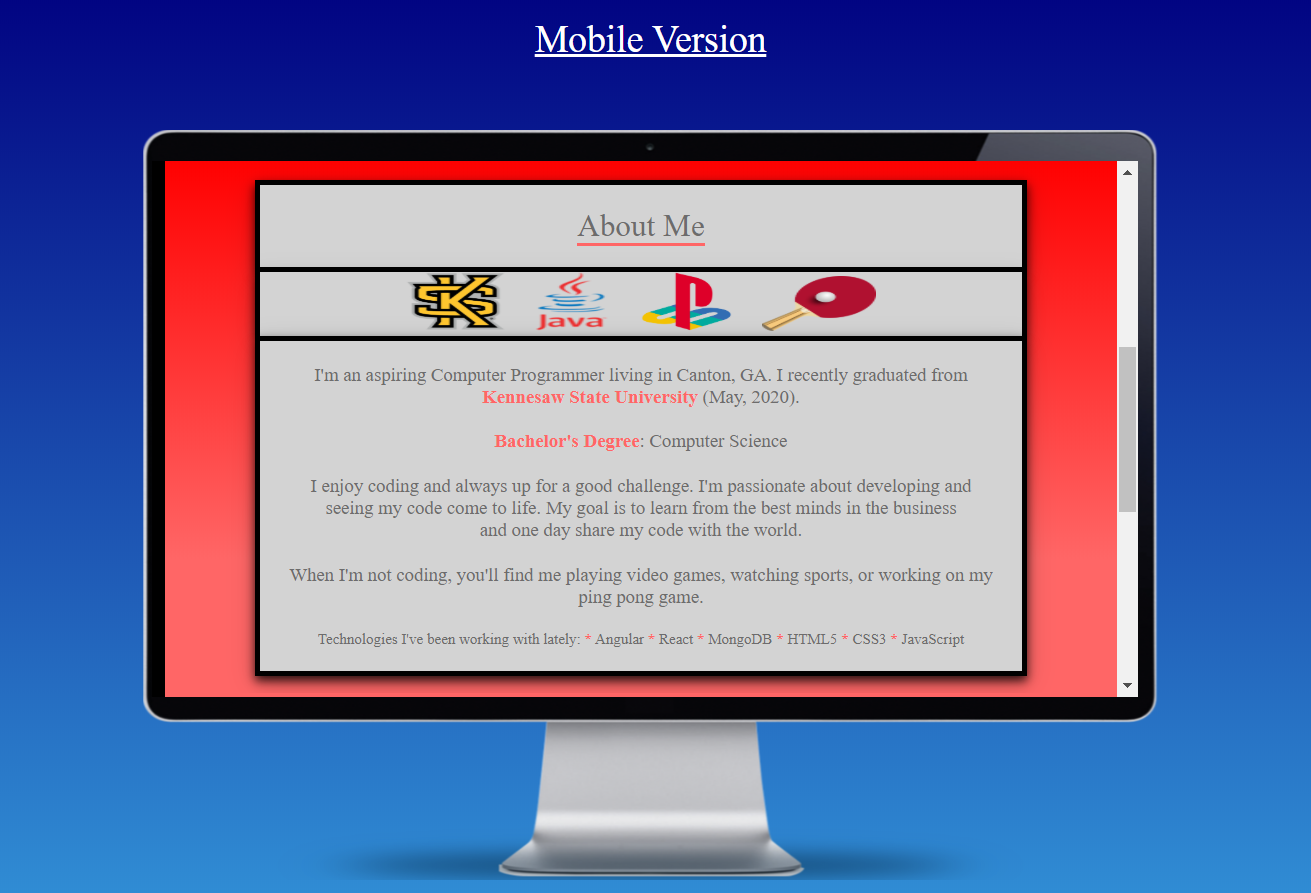 Mobile Version
About Me
KS
Java
I'm an aspiring Computer Programmer living in Canton, GA. I recently graduated from
Kennesaw State University (May, 2020).
Bachelor's Degree: Computer Science
I enjoy coding and always up for a good challenge. I'm passionate about developing and
seeing my code come to life. My goal is to learn from the best minds in the business
and one day share my code with the world.
When I'm not coding, you'll find me playing video games, watching sports, or working on my
ping pong game.
Technologies I've been working with lately: * Angular * React * MongoDB * HTML5 * CSS3 * JavaScript